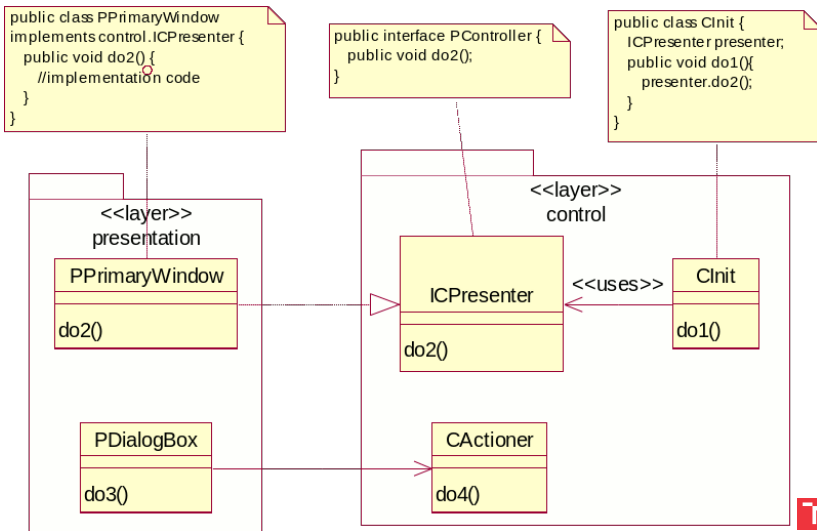 public class PPrimaryWindow
implements control.ICPresenter {
public void do2() {
//implementation code
}
}
public interface PController {
public void do2();
}
public class CInit {
ICPresenter presenter;
public void do1(){
presenter.do2();
}
}
<<layer>>
presentation
<<layer>>
control
PPrimaryWindow
do2()
ICPresenter
do2()
<<uses>>
CInit
do1()
PDialogBox
do3()
CActioner
do4()